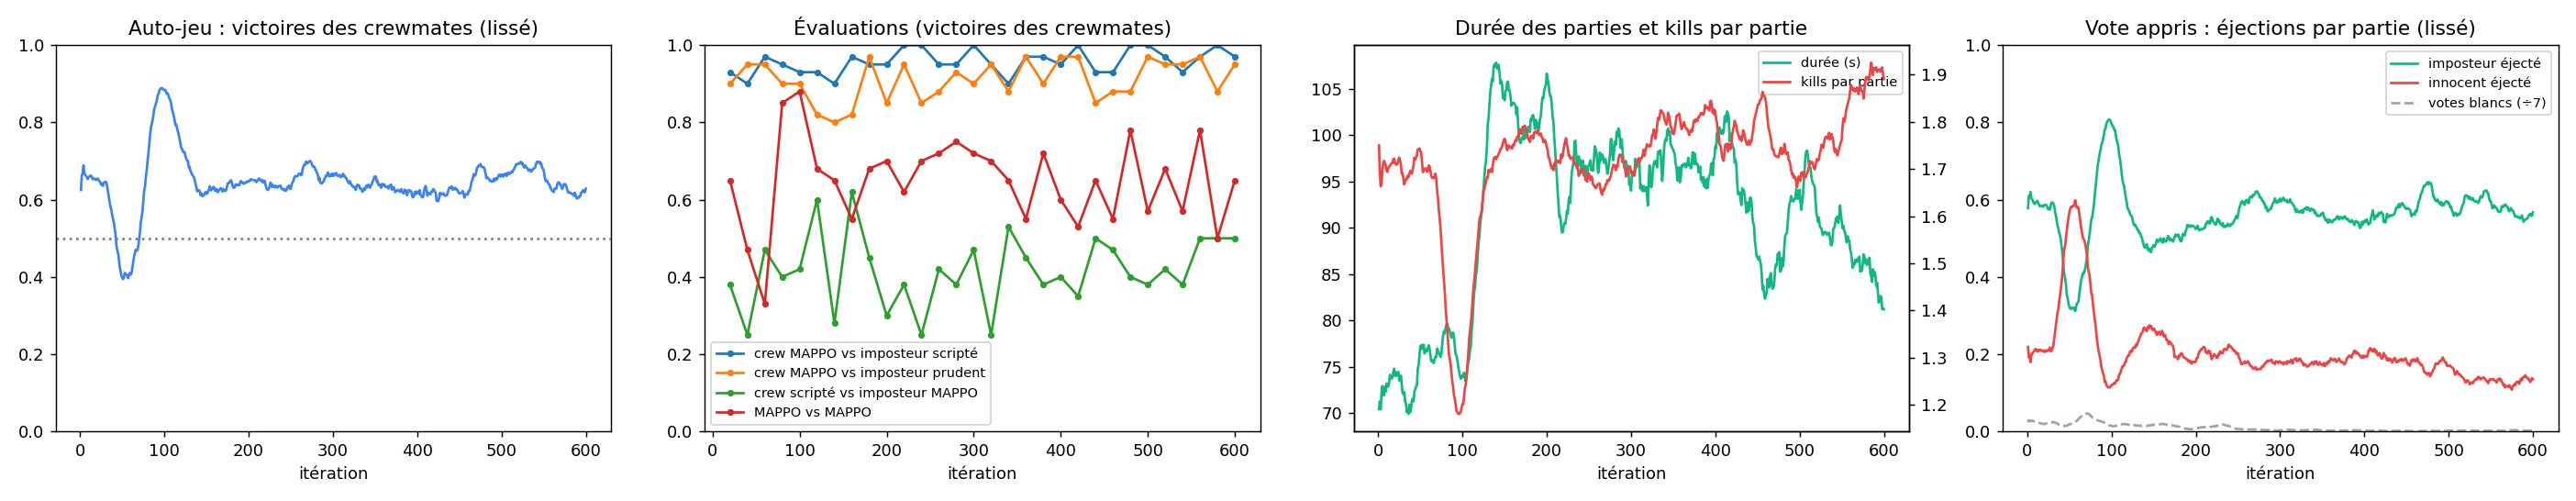 Auto-jeu : victoires des crewmates (lissé)
1.0
0.8
0.6
0.4
0.2
0.0
0 100 200 300 400 500 600
itération
Évaluations (victoires des crewmates)
1.0
0.8
0.6
0.4
0.2
0.0
crew MAPPO vs imposteur scripté
crew MAPPO vs imposteur prudent
crew scripté vs imposteur MAPPO
MAPPO vs MAPPO
0 100 200 300 400 500 600
itération
Durée des parties et kills par partie
105
100
95
90
85
80
75
70
durée (s)
kills par partie
1.9
1.8
1.7
1.6
1.5
1.4
1.3
1.2
0 100 200 300 400 500 600
itération
Vote appris : éjections par partie (lissé)
1.0
0.8
0.6
0.4
0.2
0.0
imposteur éjecté
innocent éjecté
votes blancs (÷7)
0 100 200 300 400 500 600
itération